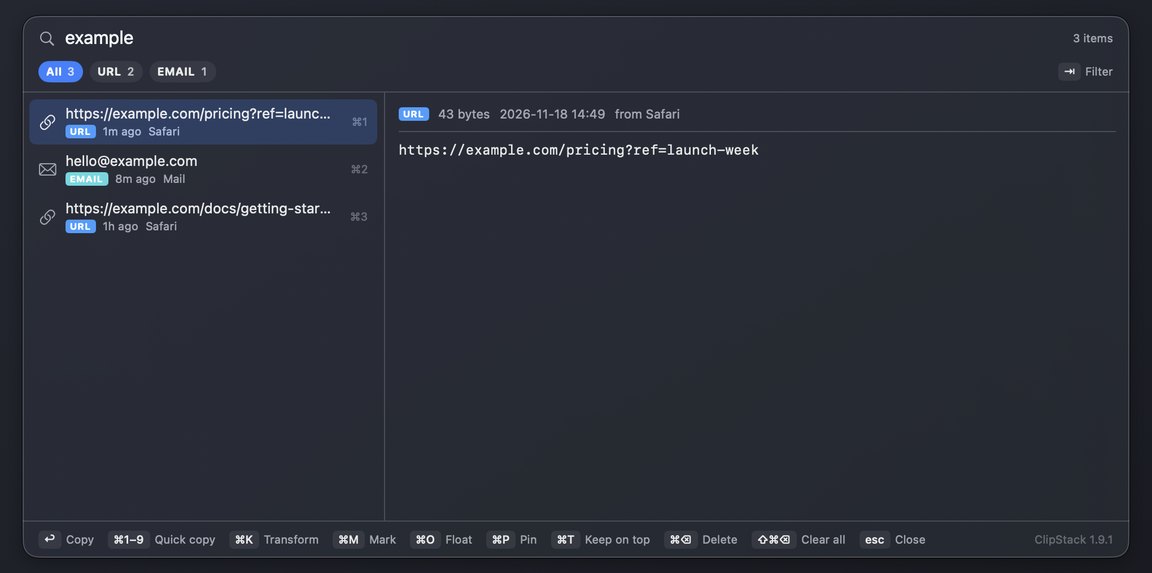 example
3 items
All 3 URL 2 EMAIL 1
⇥ Filter
https://example.com/pricing?ref=launc...
URL 1m ago Safari
⌘1
hello@example.com
EMAIL 8m ago Mail
⌘2
https://example.com/docs/getting-star...
URL 1h ago Safari
⌘3
URL 43 bytes 2026-11-18 14:49 from Safari
https://example.com/pricing?ref=launch-week
↩ Copy ⌘1–9 Quick copy ⌘K Transform ⌘M Mark ⌘O Float ⌘P Pin ⌘T Keep on top ⌘⌫ Delete ⇧⌘⌫ Clear all esc Close ClipStack 1.9.1